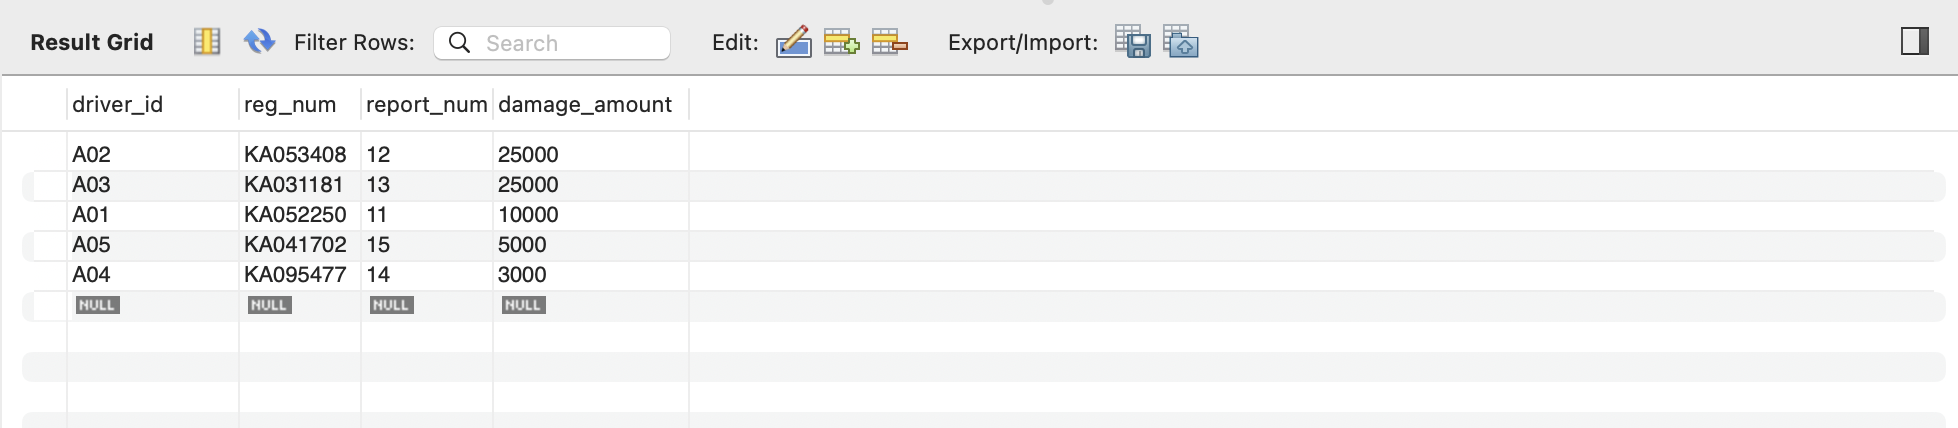 Result Grid Filter Rows: Search Edit: Export/Import:
driver_id reg_num report_num damage_amount
A02 KA053408 12 25000
A03 KA031181 13 25000
A01 KA052250 11 10000
A05 KA041702 15 5000
A04 KA095477 14 3000
NULL NULL NULL NULL